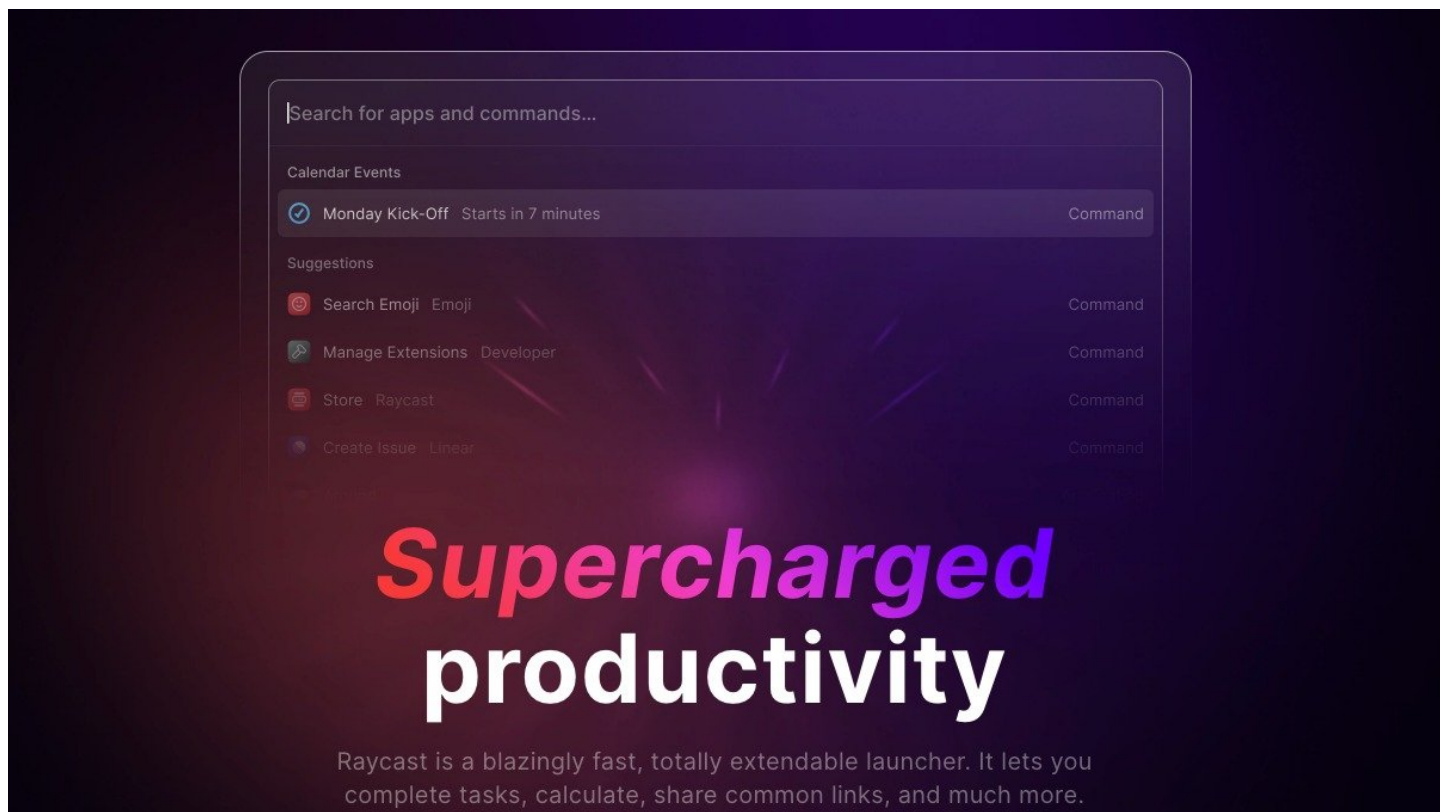 Search for apps and commands...
Calendar Events
Monday Kick-Off Starts in 7 minutes Command
Suggestions
Search Emoji Emoji Command
Manage Extensions Developer Command
Store Raycast Command
Create Issue Linear Command
Supercharged
productivity
Raycast is a blazingly fast, totally extendable launcher. It lets you
complete tasks, calculate, share common links, and much more.